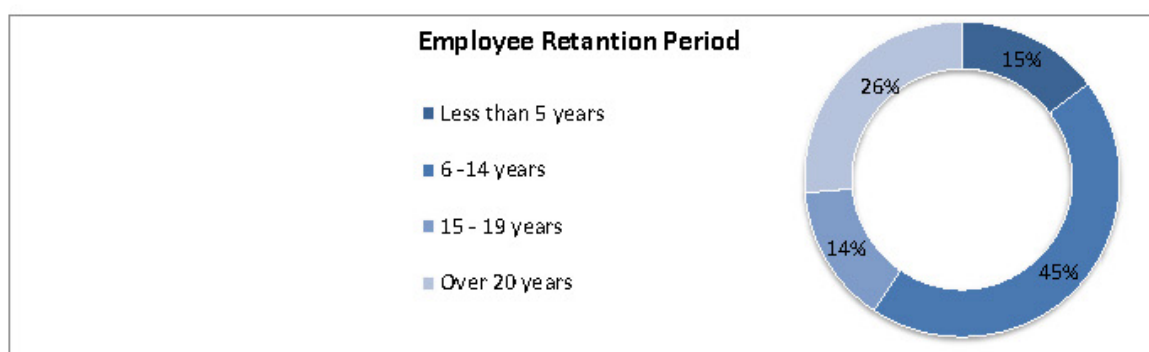 Employee Retantion Period
Less than 5 years
6 -14 years
15 - 19 years
Over 20 years
15%
26%
14%
45%